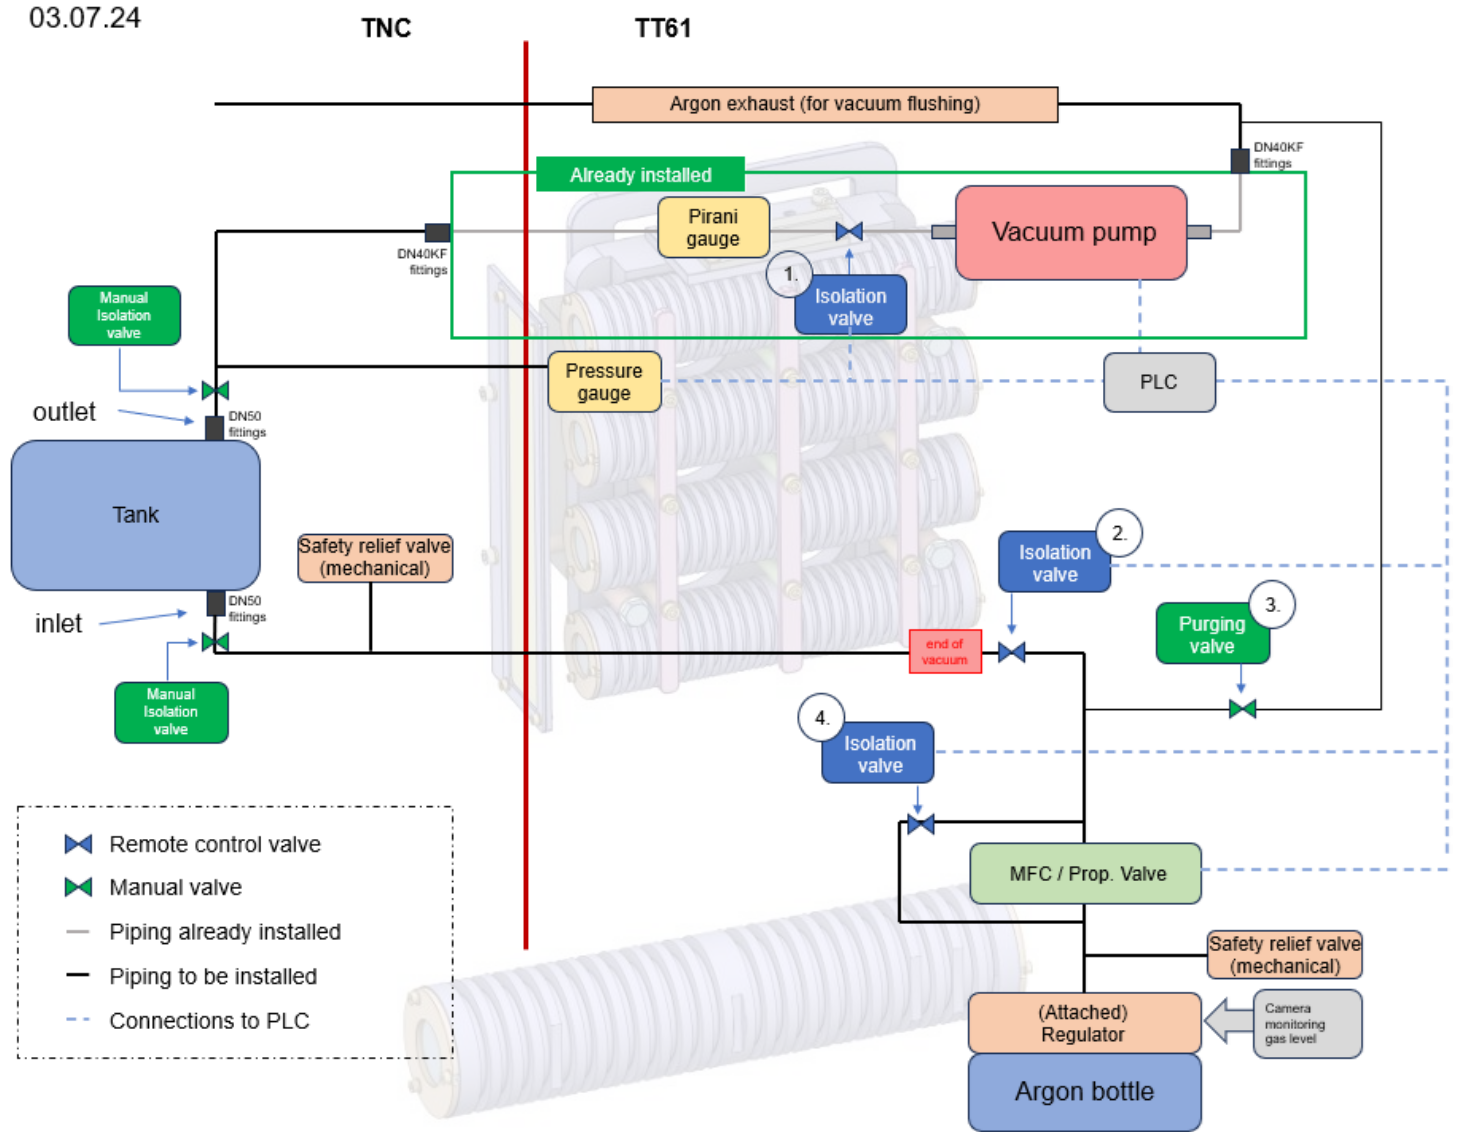 03.07.24
TNC
TT61
Argon exhaust (for vacuum flushing)
DN40KF
fittings
Already installed
Pirani
gauge
Vacuum pump
DN40KF
fittings
1.
Isolation
valve
Manual
Isolation
valve
Pressure
gauge
PLC
outlet
DN50
fittings
Tank
Safety relief valve
(mechanical)
2.
Isolation
valve
inlet
DN50
fittings
3.
Purging
valve
end of
vacuum
Manual
Isolation
valve
4.
Isolation
valve
Remote control valve
Manual valve
Piping already installed
Piping to be installed
Connections to PLC
MFC / Prop. Valve
Safety relief valve
(mechanical)
(Attached)
Regulator
Camera
monitoring
gas level
Argon bottle